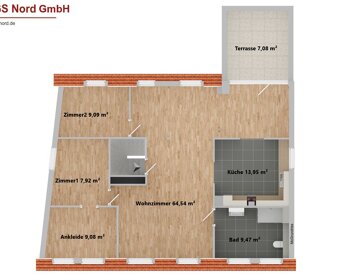 GS Nord GmbH
nord.de
Terrasse 7,08 m²
Zimmer2 9,09 m²
Küche 13,95 m²
Zimmer1 7,92 m²
Wohnzimmer 64,54 m²
Ankleide 9,08 m²
Bad 9,47 m²